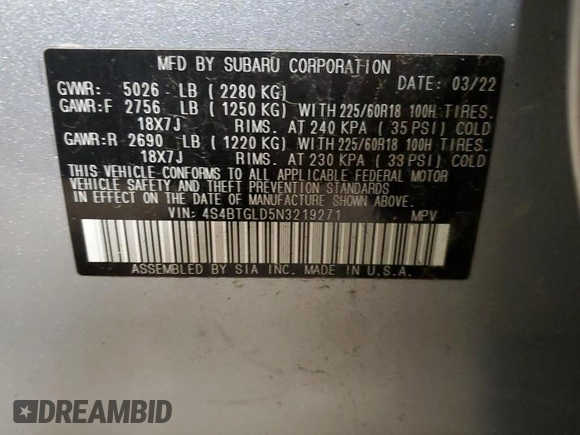 MFD BY SUBARU CORPORATION
DATE: 03/22
GVWR: 5026 LB ( 2280 KG)
GAWR:F 2756 LB ( 1250 KG) WITH 225/60R18 100H TIRES.
18X7J RIMS. AT 240 KPA ( 35 PSI) COLD
GAWR:R 2690 LB ( 1220 KG) WITH 225/60R18 100H TIRES.
18X7J RIMS. AT 230 KPA ( 33 PSI) COLD
THIS VEHICLE CONFORMS TO ALL APPLICABLE FEDERAL MOTOR
VEHICLE SAFETY AND THEFT PREVENTION STANDARDS
IN EFFECT ON THE DATE OF MANUFACTURE SHOWN ABOVE.
VIN: 4S4BTGLD5N3219271 MPV
ASSEMBLED BY SIA INC. MADE IN U.S.A.
DREAMBID